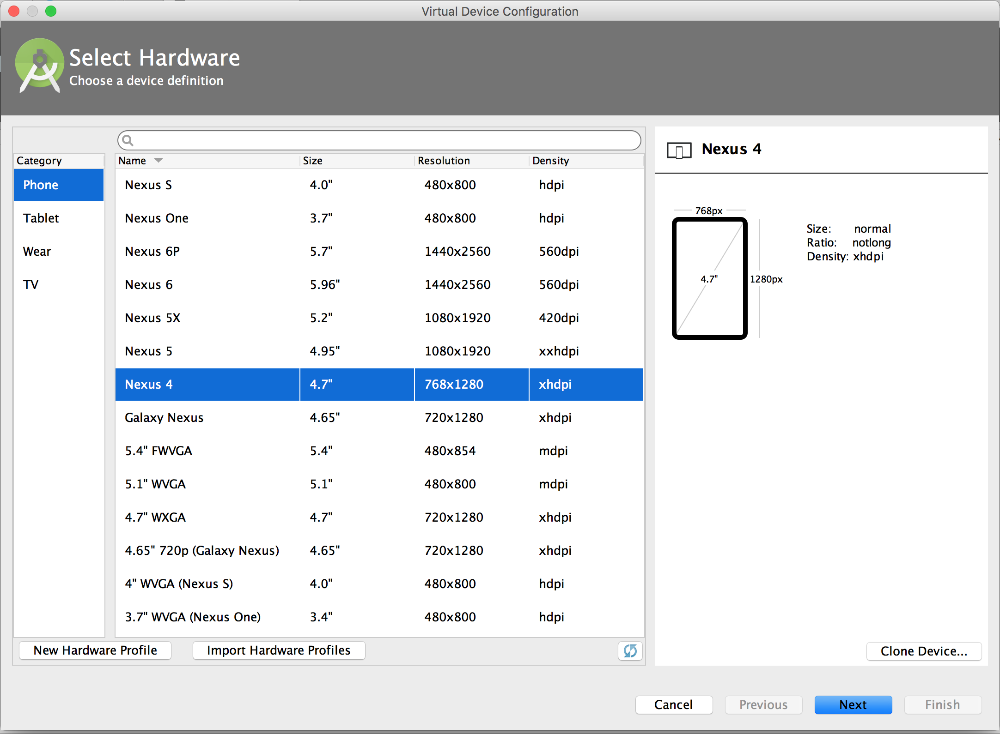 Virtual Device Configuration
Select Hardware
Choose a device definition
Category
Phone
Tablet
Wear
TV
Name Size Resolution Density
Nexus S 4.0" 480x800 hdpi
Nexus One 3.7" 480x800 hdpi
Nexus 6P 5.7" 1440x2560 560dpi
Nexus 6 5.96" 1440x2560 560dpi
Nexus 5X 5.2" 1080x1920 420dpi
Nexus 5 4.95" 1080x1920 xxhdpi
Nexus 4 4.7" 768x1280 xhdpi
Galaxy Nexus 4.65" 720x1280 xhdpi
5.4" FWVGA 5.4" 480x854 mdpi
5.1" WVGA 5.1" 480x800 mdpi
4.7" WXGA 4.7" 720x1280 xhdpi
4.65" 720p (Galaxy Nexus) 4.65" 720x1280 xhdpi
4" WVGA (Nexus S) 4.0" 480x800 hdpi
3.7" WVGA (Nexus One) 3.4" 480x800 hdpi
New Hardware Profile
Import Hardware Profiles
Nexus 4
768px
4.7"
1280px
Size: normal
Ratio: notlong
Density: xhdpi
Clone Device...
Cancel
Previous
Next
Finish